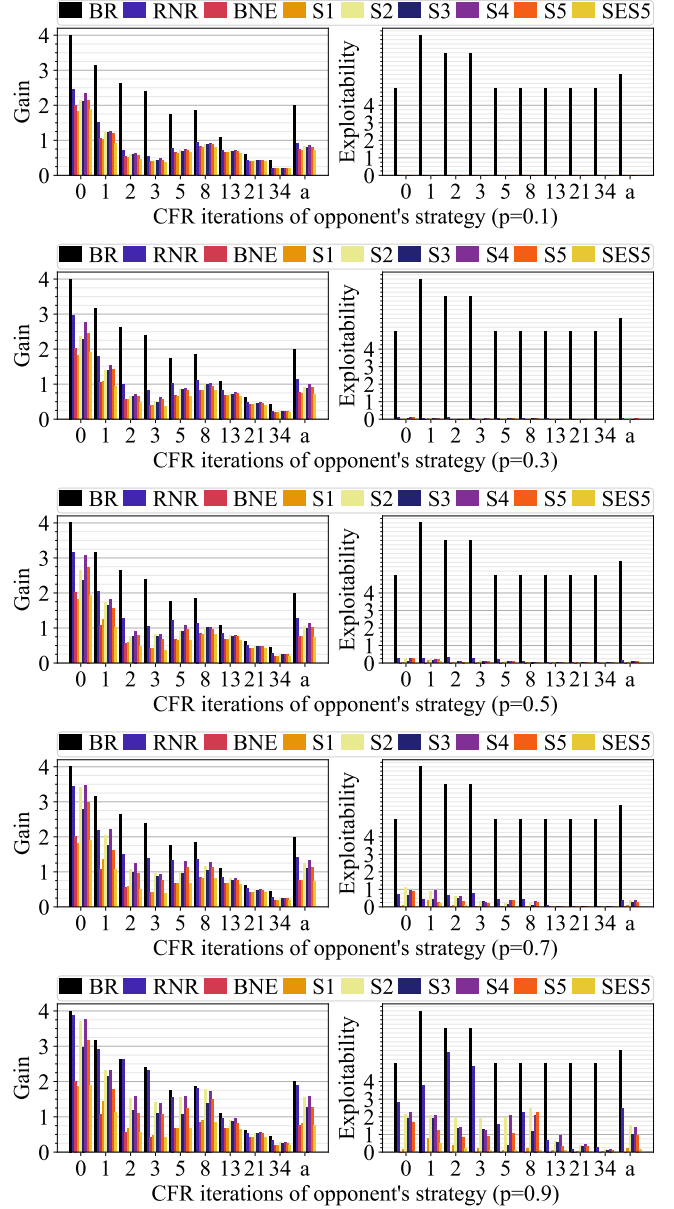 BR RNR BNE S1 S2 S3 S4 S5 SES5
Gain
4
3
2
1
0
0 1 2 3 5 8 13 21 34 a
Exploitability
4
3
2
1
0
0 1 2 3 5 8 13 21 34 a
CFR iterations of opponent's strategy (p=0.1)
BR RNR BNE S1 S2 S3 S4 S5 SES5
Gain
4
3
2
1
0
0 1 2 3 5 8 13 21 34 a
Exploitability
4
3
2
1
0
0 1 2 3 5 8 13 21 34 a
CFR iterations of opponent's strategy (p=0.3)
BR RNR BNE S1 S2 S3 S4 S5 SES5
Gain
4
3
2
1
0
0 1 2 3 5 8 13 21 34 a
Exploitability
4
3
2
1
0
0 1 2 3 5 8 13 21 34 a
CFR iterations of opponent's strategy (p=0.5)
BR RNR BNE S1 S2 S3 S4 S5 SES5
Gain
4
3
2
1
0
0 1 2 3 5 8 13 21 34 a
Exploitability
4
3
2
1
0
0 1 2 3 5 8 13 21 34 a
CFR iterations of opponent's strategy (p=0.7)
BR RNR BNE S1 S2 S3 S4 S5 SES5
Gain
4
3
2
1
0
0 1 2 3 5 8 13 21 34 a
Exploitability
4
3
2
1
0
0 1 2 3 5 8 13 21 34 a
CFR iterations of opponent's strategy (p=0.9)